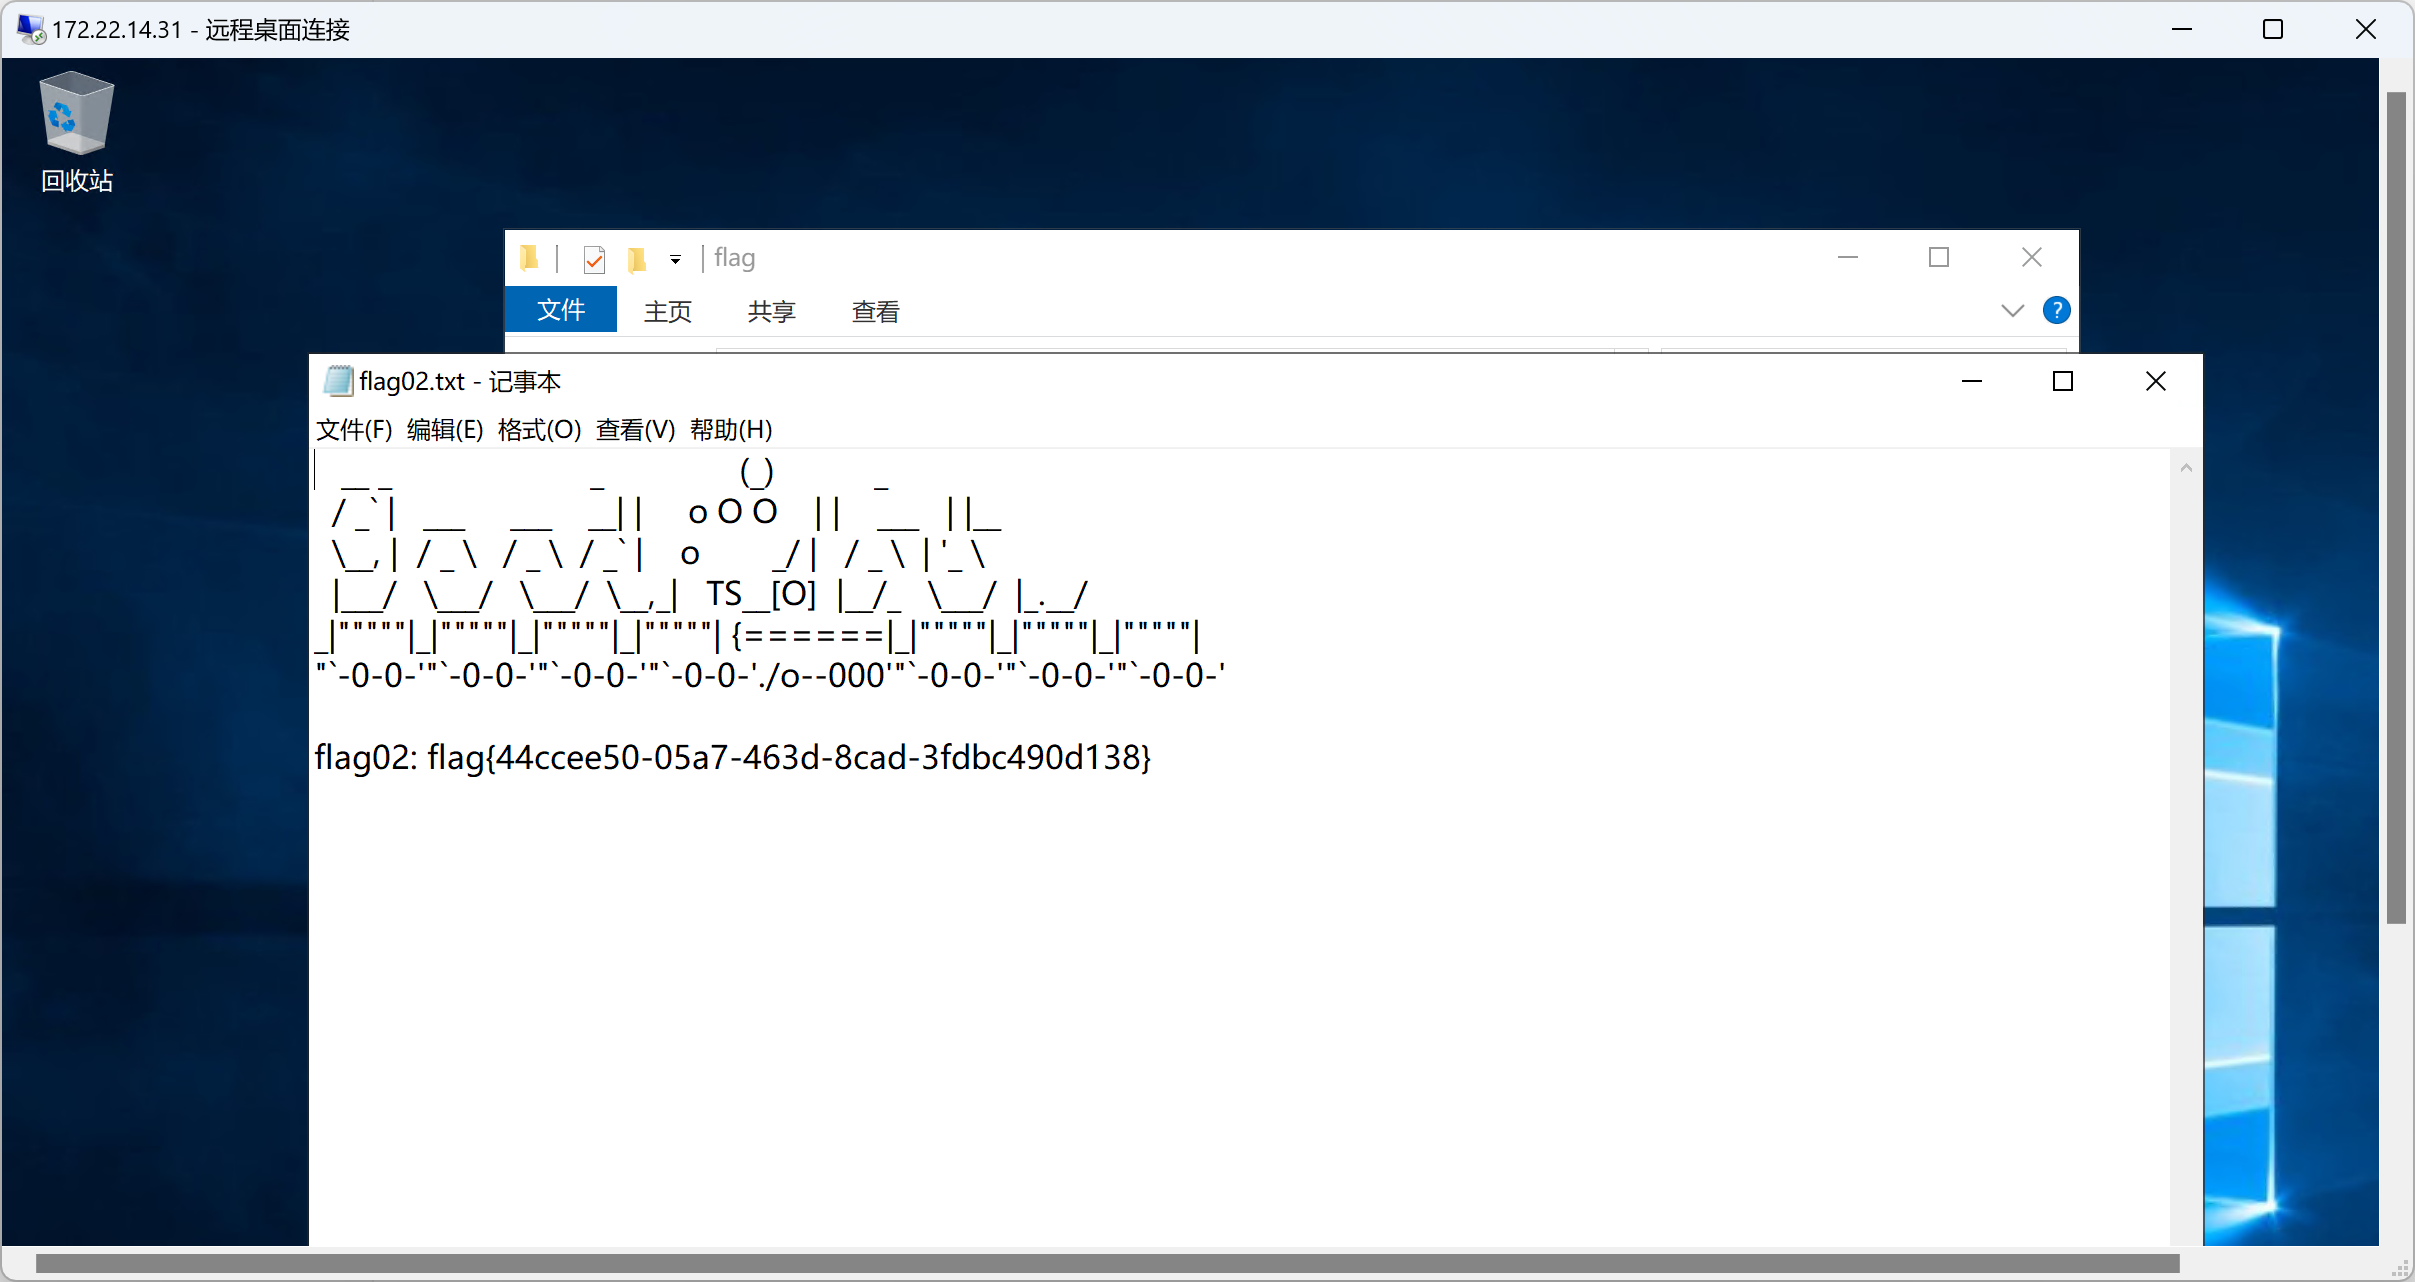 172.22.14.31 - 远程桌面连接
回收站
flag
文件 主页 共享 查看
?
flag02.txt - 记事本
文件(F) 编辑(E) 格式(O) 查看(V) 帮助(H)
   __ _                        _                 (_)             _
  / _` |    ___      ___     __| |      o O O     | |     ___    | |__
  \__, |   / _ \    / _ \   / _` |     o         _/ |    / _ \   | '_ \
  |___/    \___/    \___/   \__,_|    TS__[O]   |__/_    \___/   |_.__/
_|"""""|_|"""""|_|"""""|_|"""""| {======|_|"""""|_|"""""|_|"""""|
"`-0-0-'"`-0-0-'"`-0-0-'"`-0-0-'./o--000'"`-0-0-'"`-0-0-'"`-0-0-'
flag02: flag{44ccee50-05a7-463d-8cad-3fdbc490d138}